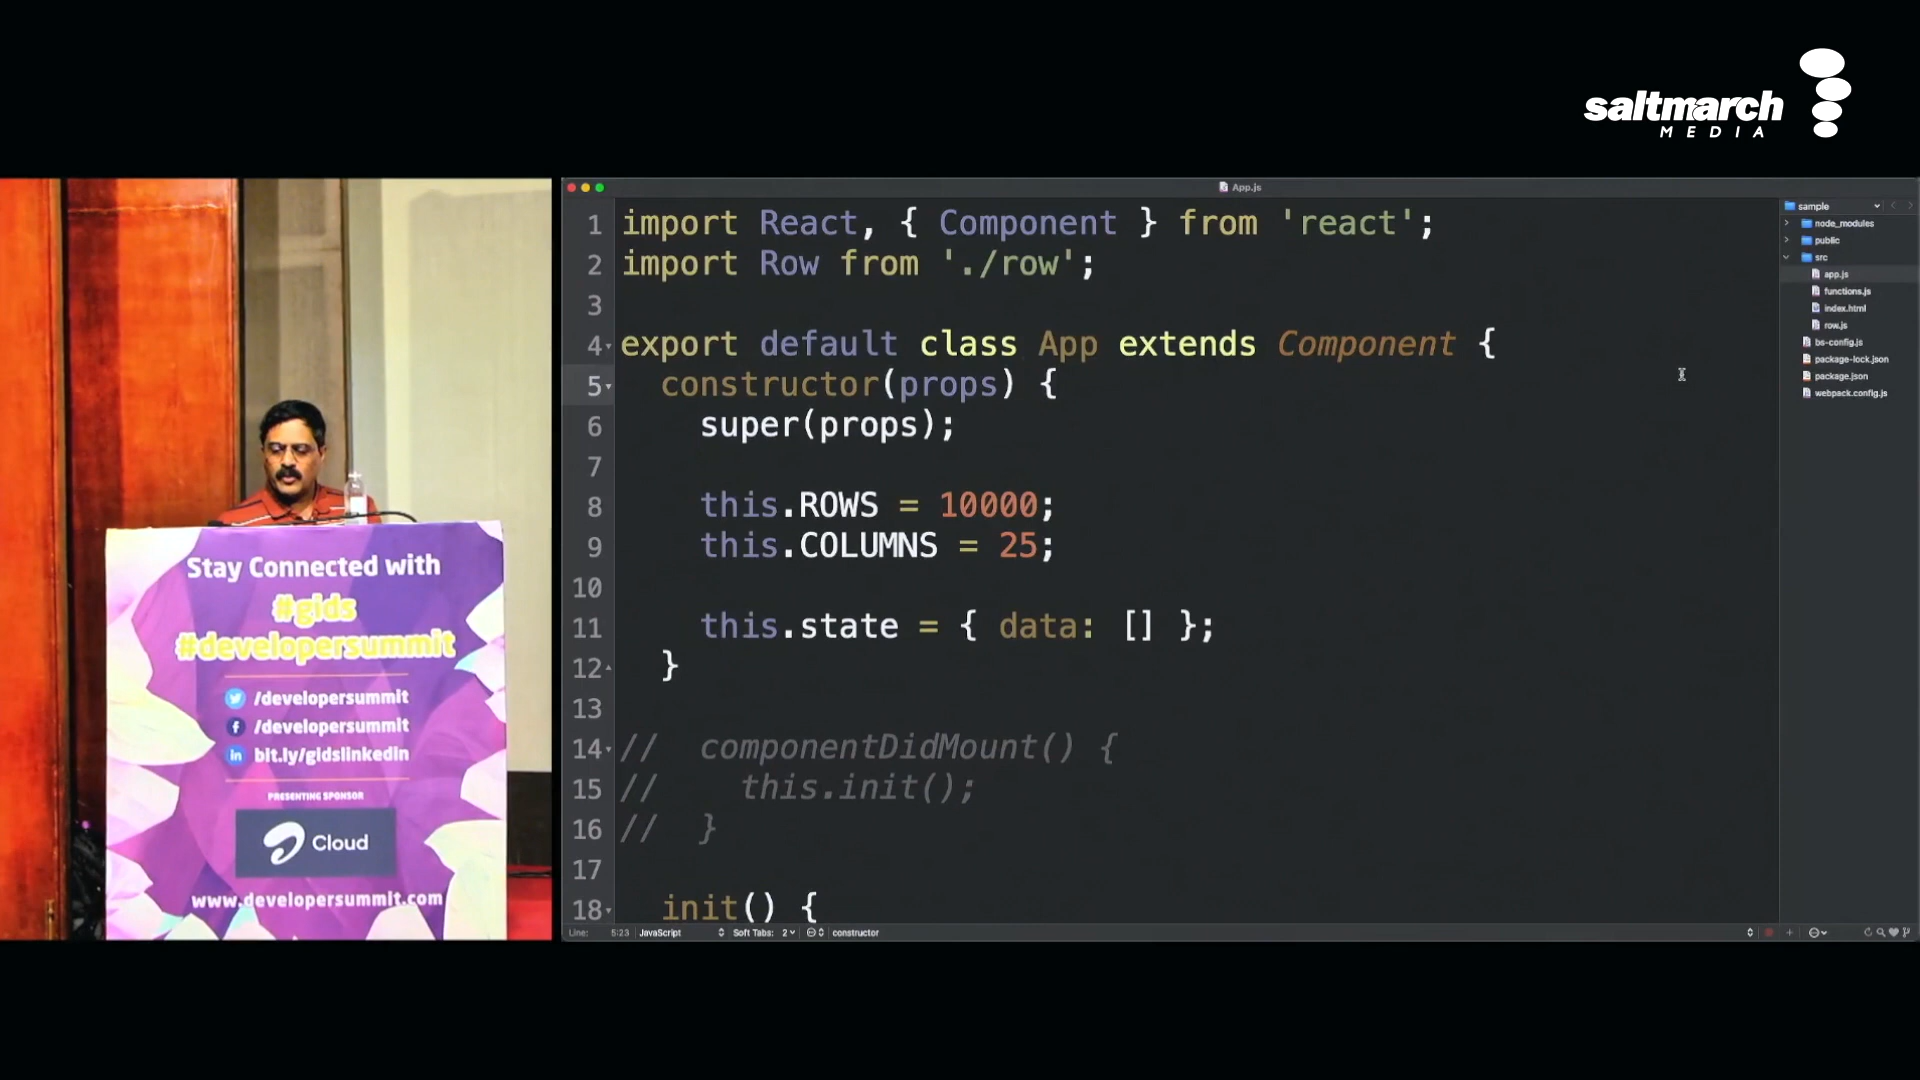 saltmarch
MEDIA
Stay Connected with
#gids
#developersummit
/developersummit
/developersummit
in bit.ly/gidslinkedin
PRESENTING SPONSOR
Cloud
www.developersummit.com
App.js
1 import React, { Component } from 'react';
2 import Row from './row';
3
4 export default class App extends Component {
5 constructor(props) {
6 super(props);
7
8 this.ROWS = 10000;
9 this.COLUMNS = 25;
10
11 this.state = { data: [] };
12 }
13
14 // componentDidMount() {
15 // this.init();
16 // }
17
18 init() {
Line: 5:23 JavaScript Soft Tabs: 2 constructor
sample
node_modules
public
src
app.js
functions.js
index.html
row.js
bs-config.js
package-lock.json
package.json
webpack.config.js